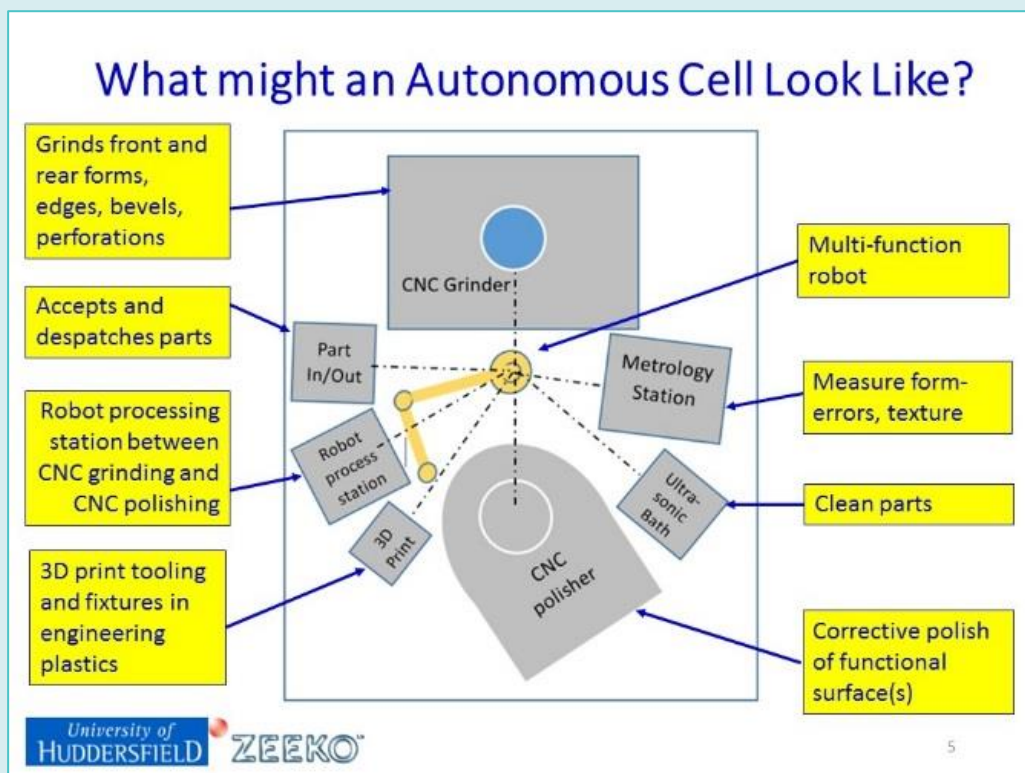 What might an Autonomous Cell Look Like?
Grinds front and
rear forms,
edges, bevels,
perforations
Accepts and
despatches parts
Robot processing
station between
CNC grinding and
CNC polishing
3D print tooling
and fixtures in
engineering
plastics
CNC Grinder
Part
In/Out
Robot
process
station
3D
Print
CNC
polisher
Metrology
Station
Ultra-
sonic
Bath
Multi-function
robot
Measure form-
errors, texture
Clean parts
Corrective polish
of functional
surface(s)
University of
HUDDERSFIELD
ZEEKO™
5